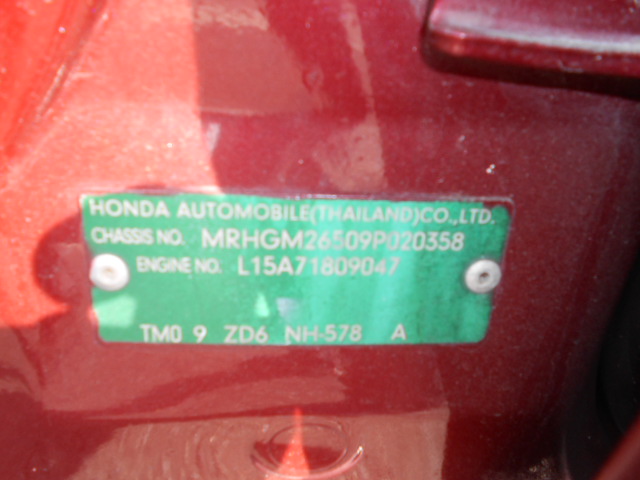 HONDA AUTOMOBILE(THAILAND)CO.,LTD.
CHASSIS NO. MRHGM26509P020358
ENGINE NO. L15A71809047
TM0 9 ZD6 NH-578 A